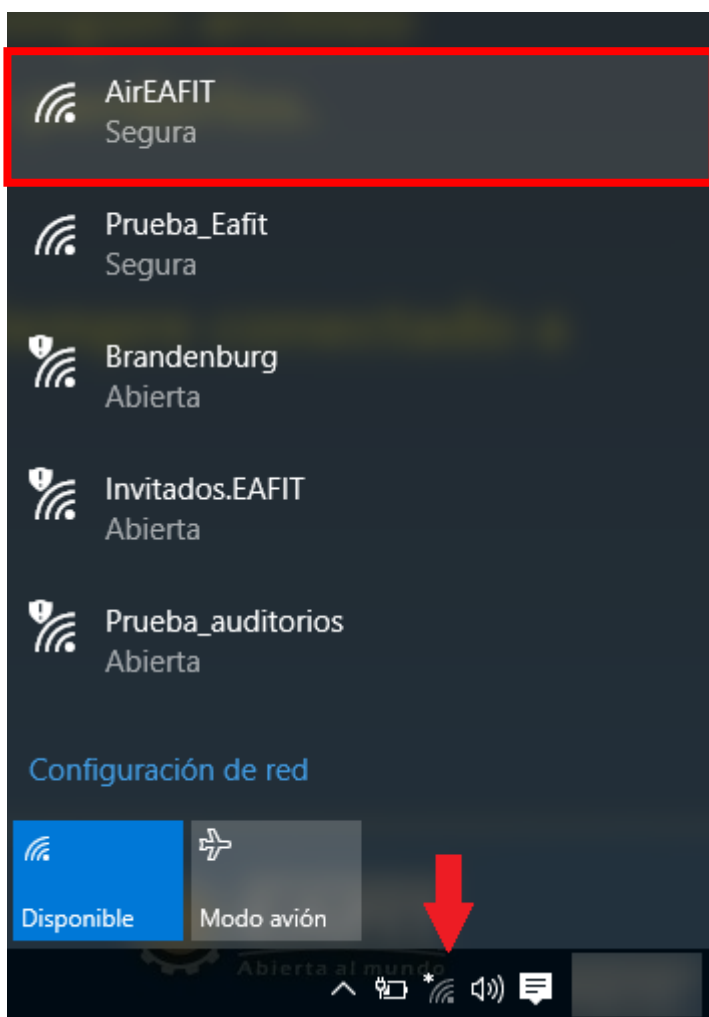 AirEAFIT
Segura
Prueba_Eafit
Segura
Brandenburg
Abierta
Invitados.EAFIT
Abierta
Prueba_auditorios
Abierta
Configuración de red
Disponible
Modo avión
Abierta al mundo